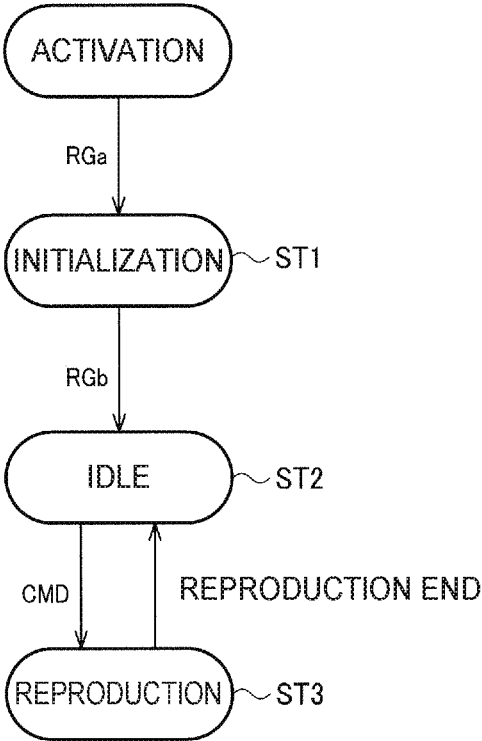 ACTIVATION
RGa
INITIALIZATION
ST1
RGb
IDLE
ST2
CMD
REPRODUCTION END
REPRODUCTION
ST3